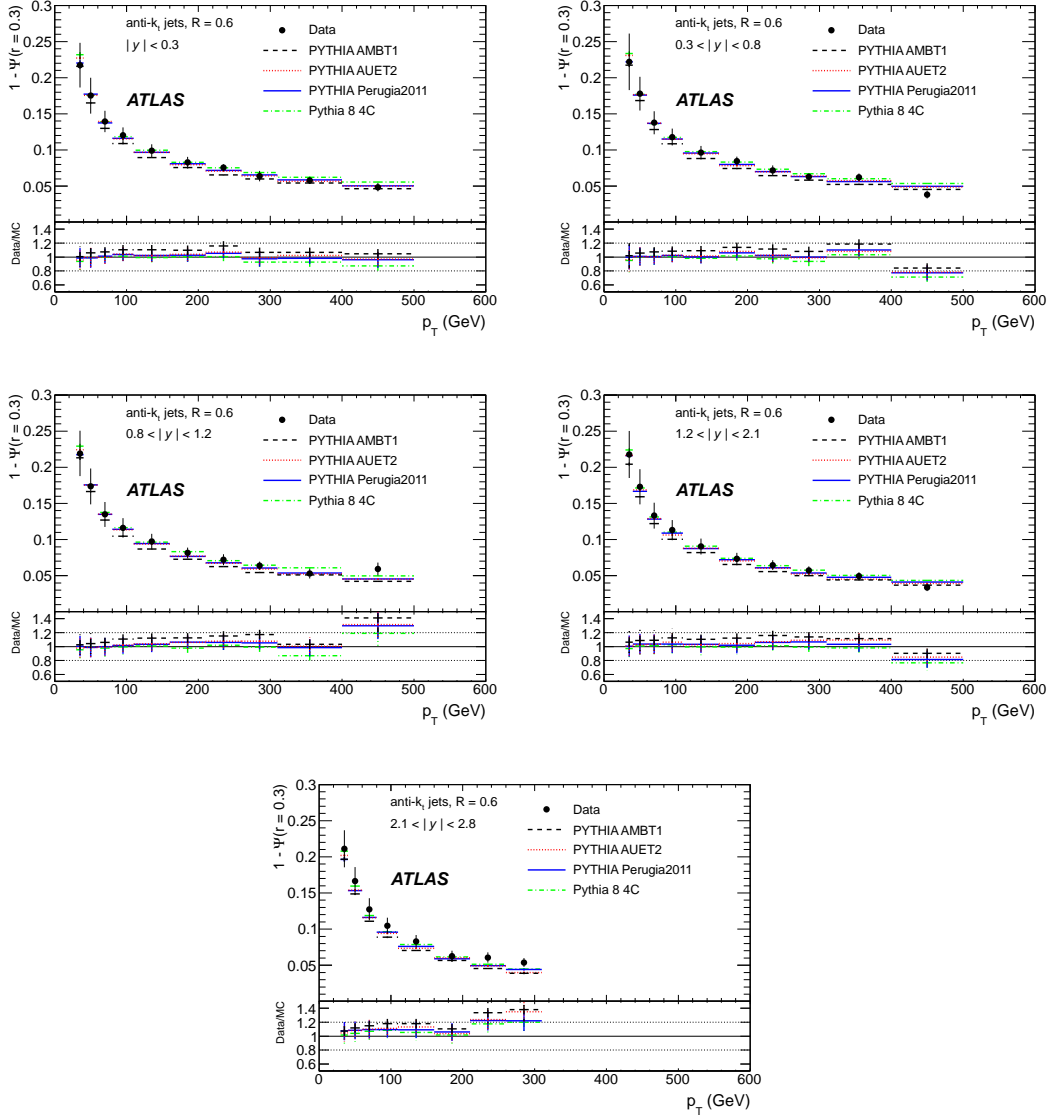 1 - Ψ(r = 0.3)
0.3
0.25
0.2
0.15
0.1
0.05
anti-kt jets, R = 0.6
| y | < 0.3
ATLAS
Data
PYTHIA AMBT1
PYTHIA AUET2
PYTHIA Perugia2011
Pythia 8 4C
Data/MC
1.4
1.2
1
0.8
0.6
0 100 200 300 400 500 600
pT (GeV)
1 - Ψ(r = 0.3)
0.3
0.25
0.2
0.15
0.1
0.05
anti-kt jets, R = 0.6
0.3 < | y | < 0.8
ATLAS
Data
PYTHIA AMBT1
PYTHIA AUET2
PYTHIA Perugia2011
Pythia 8 4C
Data/MC
1.4
1.2
1
0.8
0.6
0 100 200 300 400 500 600
pT (GeV)
1 - Ψ(r = 0.3)
0.3
0.25
0.2
0.15
0.1
0.05
anti-kt jets, R = 0.6
0.8 < | y | < 1.2
ATLAS
Data
PYTHIA AMBT1
PYTHIA AUET2
PYTHIA Perugia2011
Pythia 8 4C
Data/MC
1.4
1.2
1
0.8
0.6
0 100 200 300 400 500 600
pT (GeV)
1 - Ψ(r = 0.3)
0.3
0.25
0.2
0.15
0.1
0.05
anti-kt jets, R = 0.6
1.2 < | y | < 2.1
ATLAS
Data
PYTHIA AMBT1
PYTHIA AUET2
PYTHIA Perugia2011
Pythia 8 4C
Data/MC
1.4
1.2
1
0.8
0.6
0 100 200 300 400 500 600
pT (GeV)
1 - Ψ(r = 0.3)
0.3
0.25
0.2
0.15
0.1
0.05
anti-kt jets, R = 0.6
2.1 < | y | < 2.8
ATLAS
Data
PYTHIA AMBT1
PYTHIA AUET2
PYTHIA Perugia2011
Pythia 8 4C
Data/MC
1.4
1.2
1
0.8
0.6
0 100 200 300 400 500 600
pT (GeV)